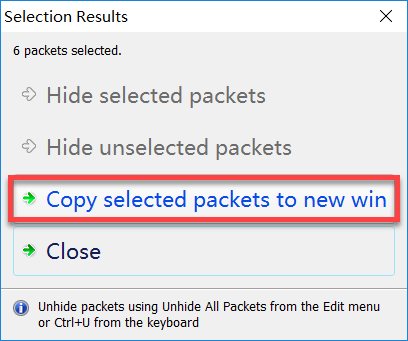 Selection Results
6 packets selected.
Hide selected packets
Hide unselected packets
Copy selected packets to new win
Close
Unhide packets using Unhide All Packets from the Edit menu
or Ctrl+U from the keyboard